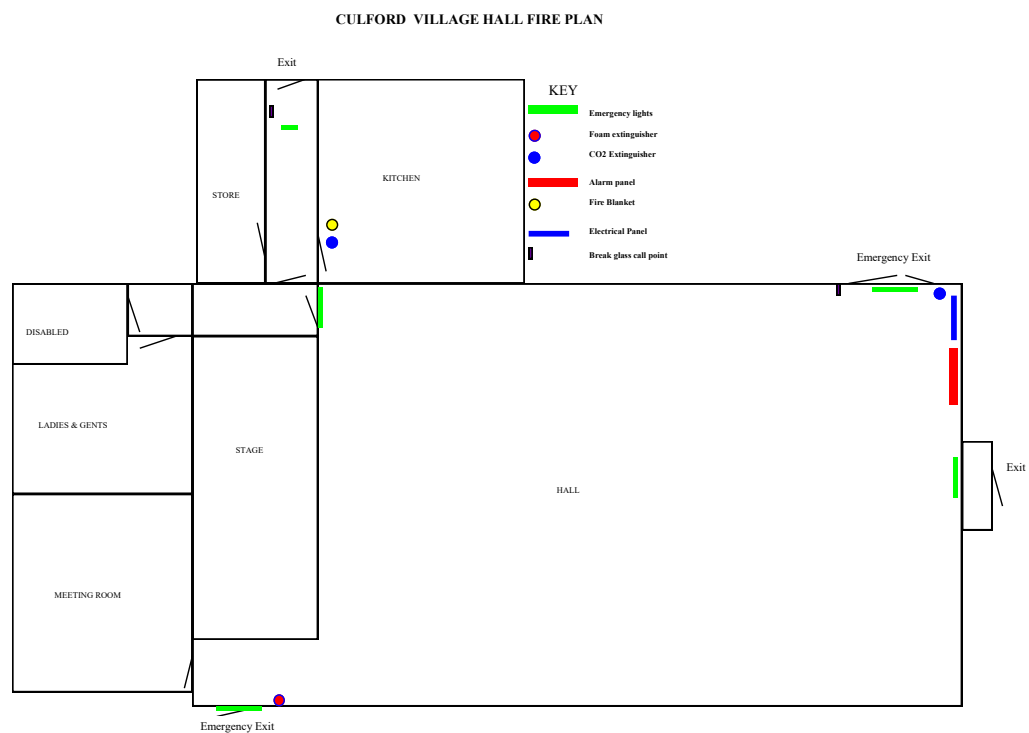 CULFORD VILLAGE HALL FIRE PLAN
Exit
KEY
Emergency lights
Foam extinguisher
CO2 Extinguisher
Alarm panel
Fire Blanket
Electrical Panel
Break glass call point
KITCHEN
STORE
Emergency Exit
DISABLED
LADIES & GENTS
STAGE
HALL
Exit
MEETING ROOM
Emergency Exit